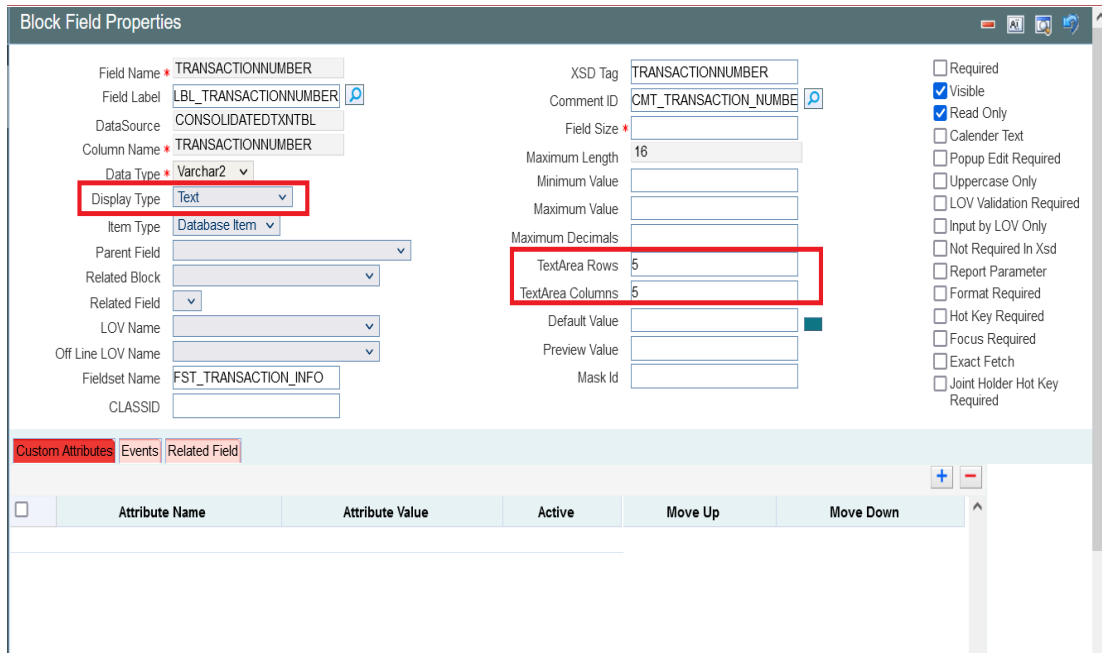 Block Field Properties
Field Name * TRANSACTIONNUMBER
Field Label LBL_TRANSACTIONNUMBER
DataSource CONSOLIDATEDTXNTBL
Column Name * TRANSACTIONNUMBER
Data Type * Varchar2
Display Type Text
Item Type Database Item
Parent Field
Related Block
Related Field
LOV Name
Off Line LOV Name
Fieldset Name FST_TRANSACTION_INFO
CLASSID
XSD Tag TRANSACTIONNUMBER
Comment ID CMT_TRANSACTION_NUMBE
Field Size *
Maximum Length 16
Minimum Value
Maximum Value
Maximum Decimals
TextArea Rows 5
TextArea Columns 5
Default Value
Preview Value
Mask Id
Required
Visible
Read Only
Calender Text
Popup Edit Required
Uppercase Only
LOV Validation Required
Input by LOV Only
Not Required In Xsd
Report Parameter
Format Required
Hot Key Required
Focus Required
Exact Fetch
Joint Holder Hot Key
Required
Custom Attributes Events Related Field
Attribute Name Attribute Value Active Move Up Move Down